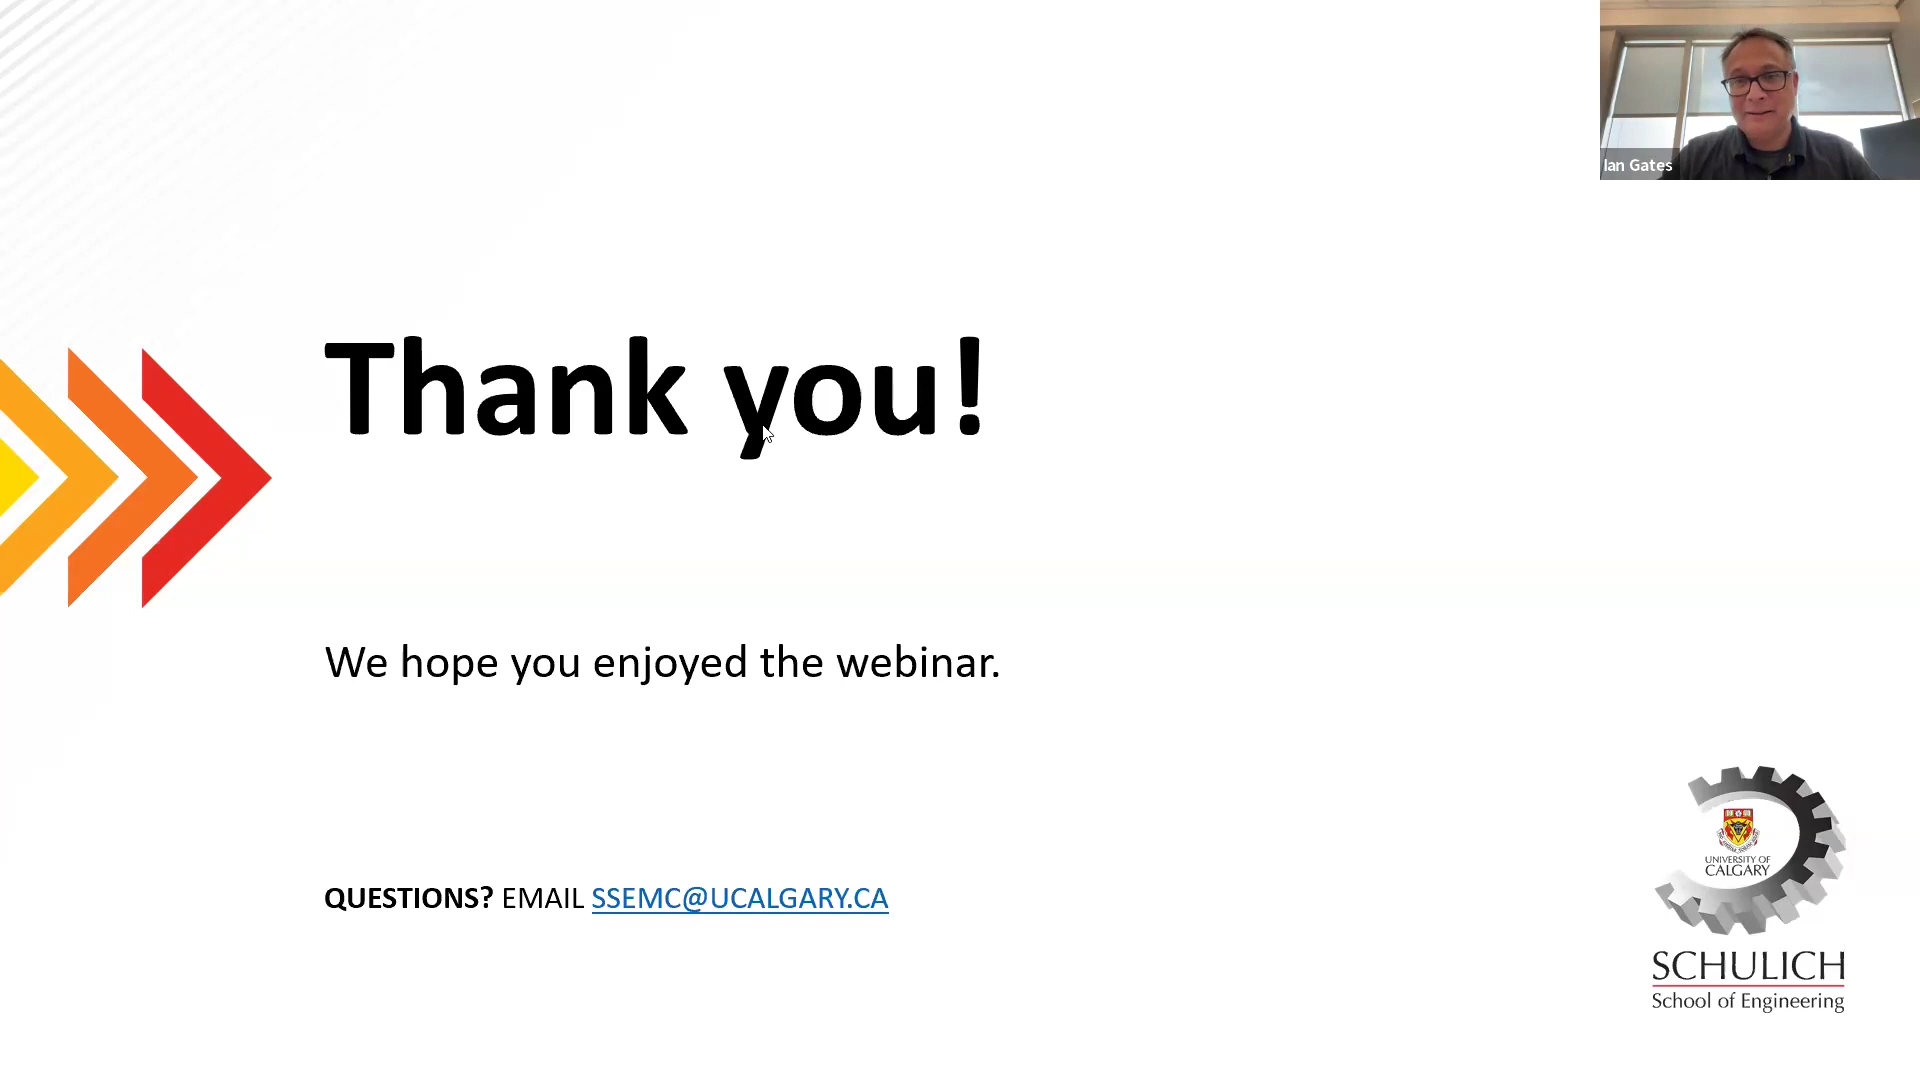 Ian Gates
Thank you!
We hope you enjoyed the webinar.
QUESTIONS? EMAIL SSEMC@UCALGARY.CA
UNIVERSITY OF
CALGARY
SCHULICH
School of Engineering